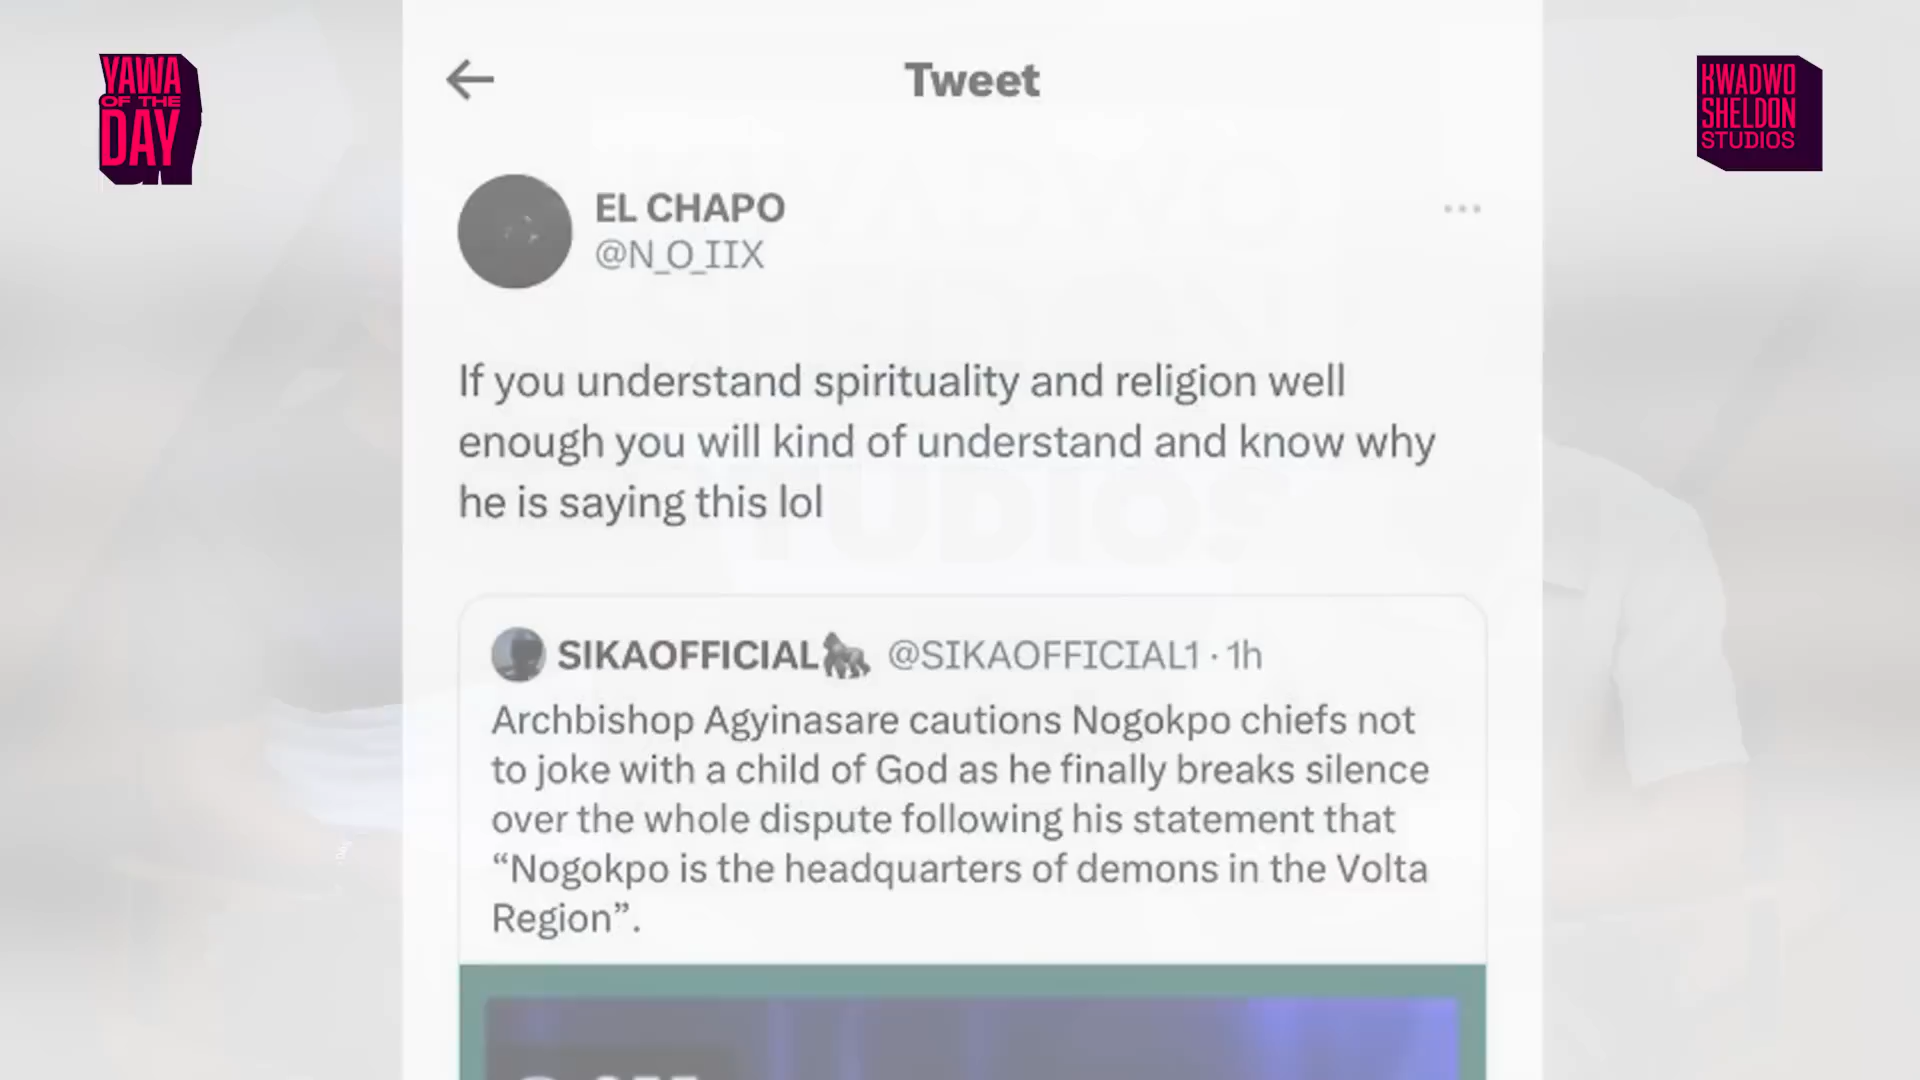 YAWA
OF THE
DAY
KWADWO
SHELDON
STUDIOS
Tweet
EL CHAPO
@N_O_IIX
If you understand spirituality and religion well
enough you will kind of understand and know why
he is saying this lol
SIKAOFFICIAL🦍 @SIKAOFFICIAL1 · 1h
Archbishop Agyinasare cautions Nogokpo chiefs not
to joke with a child of God as he finally breaks silence
over the whole dispute following his statement that
“Nogokpo is the headquarters of demons in the Volta
Region”.